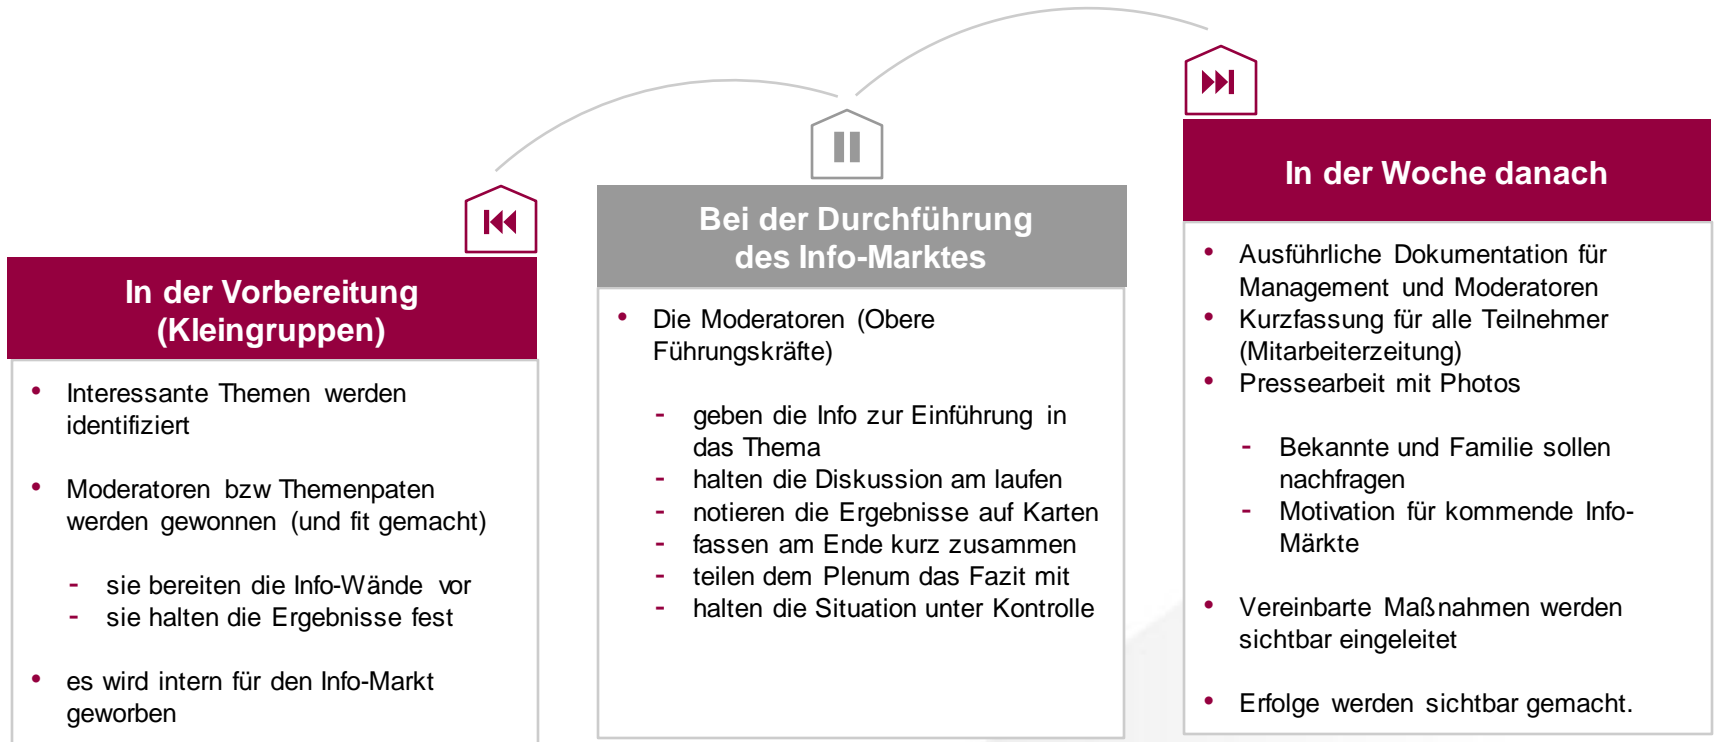 In der Vorbereitung
(Kleingruppen)
• Interessante Themen werden
identifiziert
• Moderatoren bzw Themenpaten
werden gewonnen (und fit gemacht)
- sie bereiten die Info-Wände vor
- sie halten die Ergebnisse fest
• es wird intern für den Info-Markt
geworben
Bei der Durchführung
des Info-Marktes
• Die Moderatoren (Obere
Führungskräfte)
- geben die Info zur Einführung in
das Thema
- halten die Diskussion am laufen
- notieren die Ergebnisse auf Karten
- fassen am Ende kurz zusammen
- teilen dem Plenum das Fazit mit
- halten die Situation unter Kontrolle
In der Woche danach
• Ausführliche Dokumentation für
Management und Moderatoren
• Kurzfassung für alle Teilnehmer
(Mitarbeiterzeitung)
• Pressearbeit mit Photos
- Bekannte und Familie sollen
nachfragen
- Motivation für kommende Info-
Märkte
• Vereinbarte Maßnahmen werden
sichtbar eingeleitet
• Erfolge werden sichtbar gemacht.